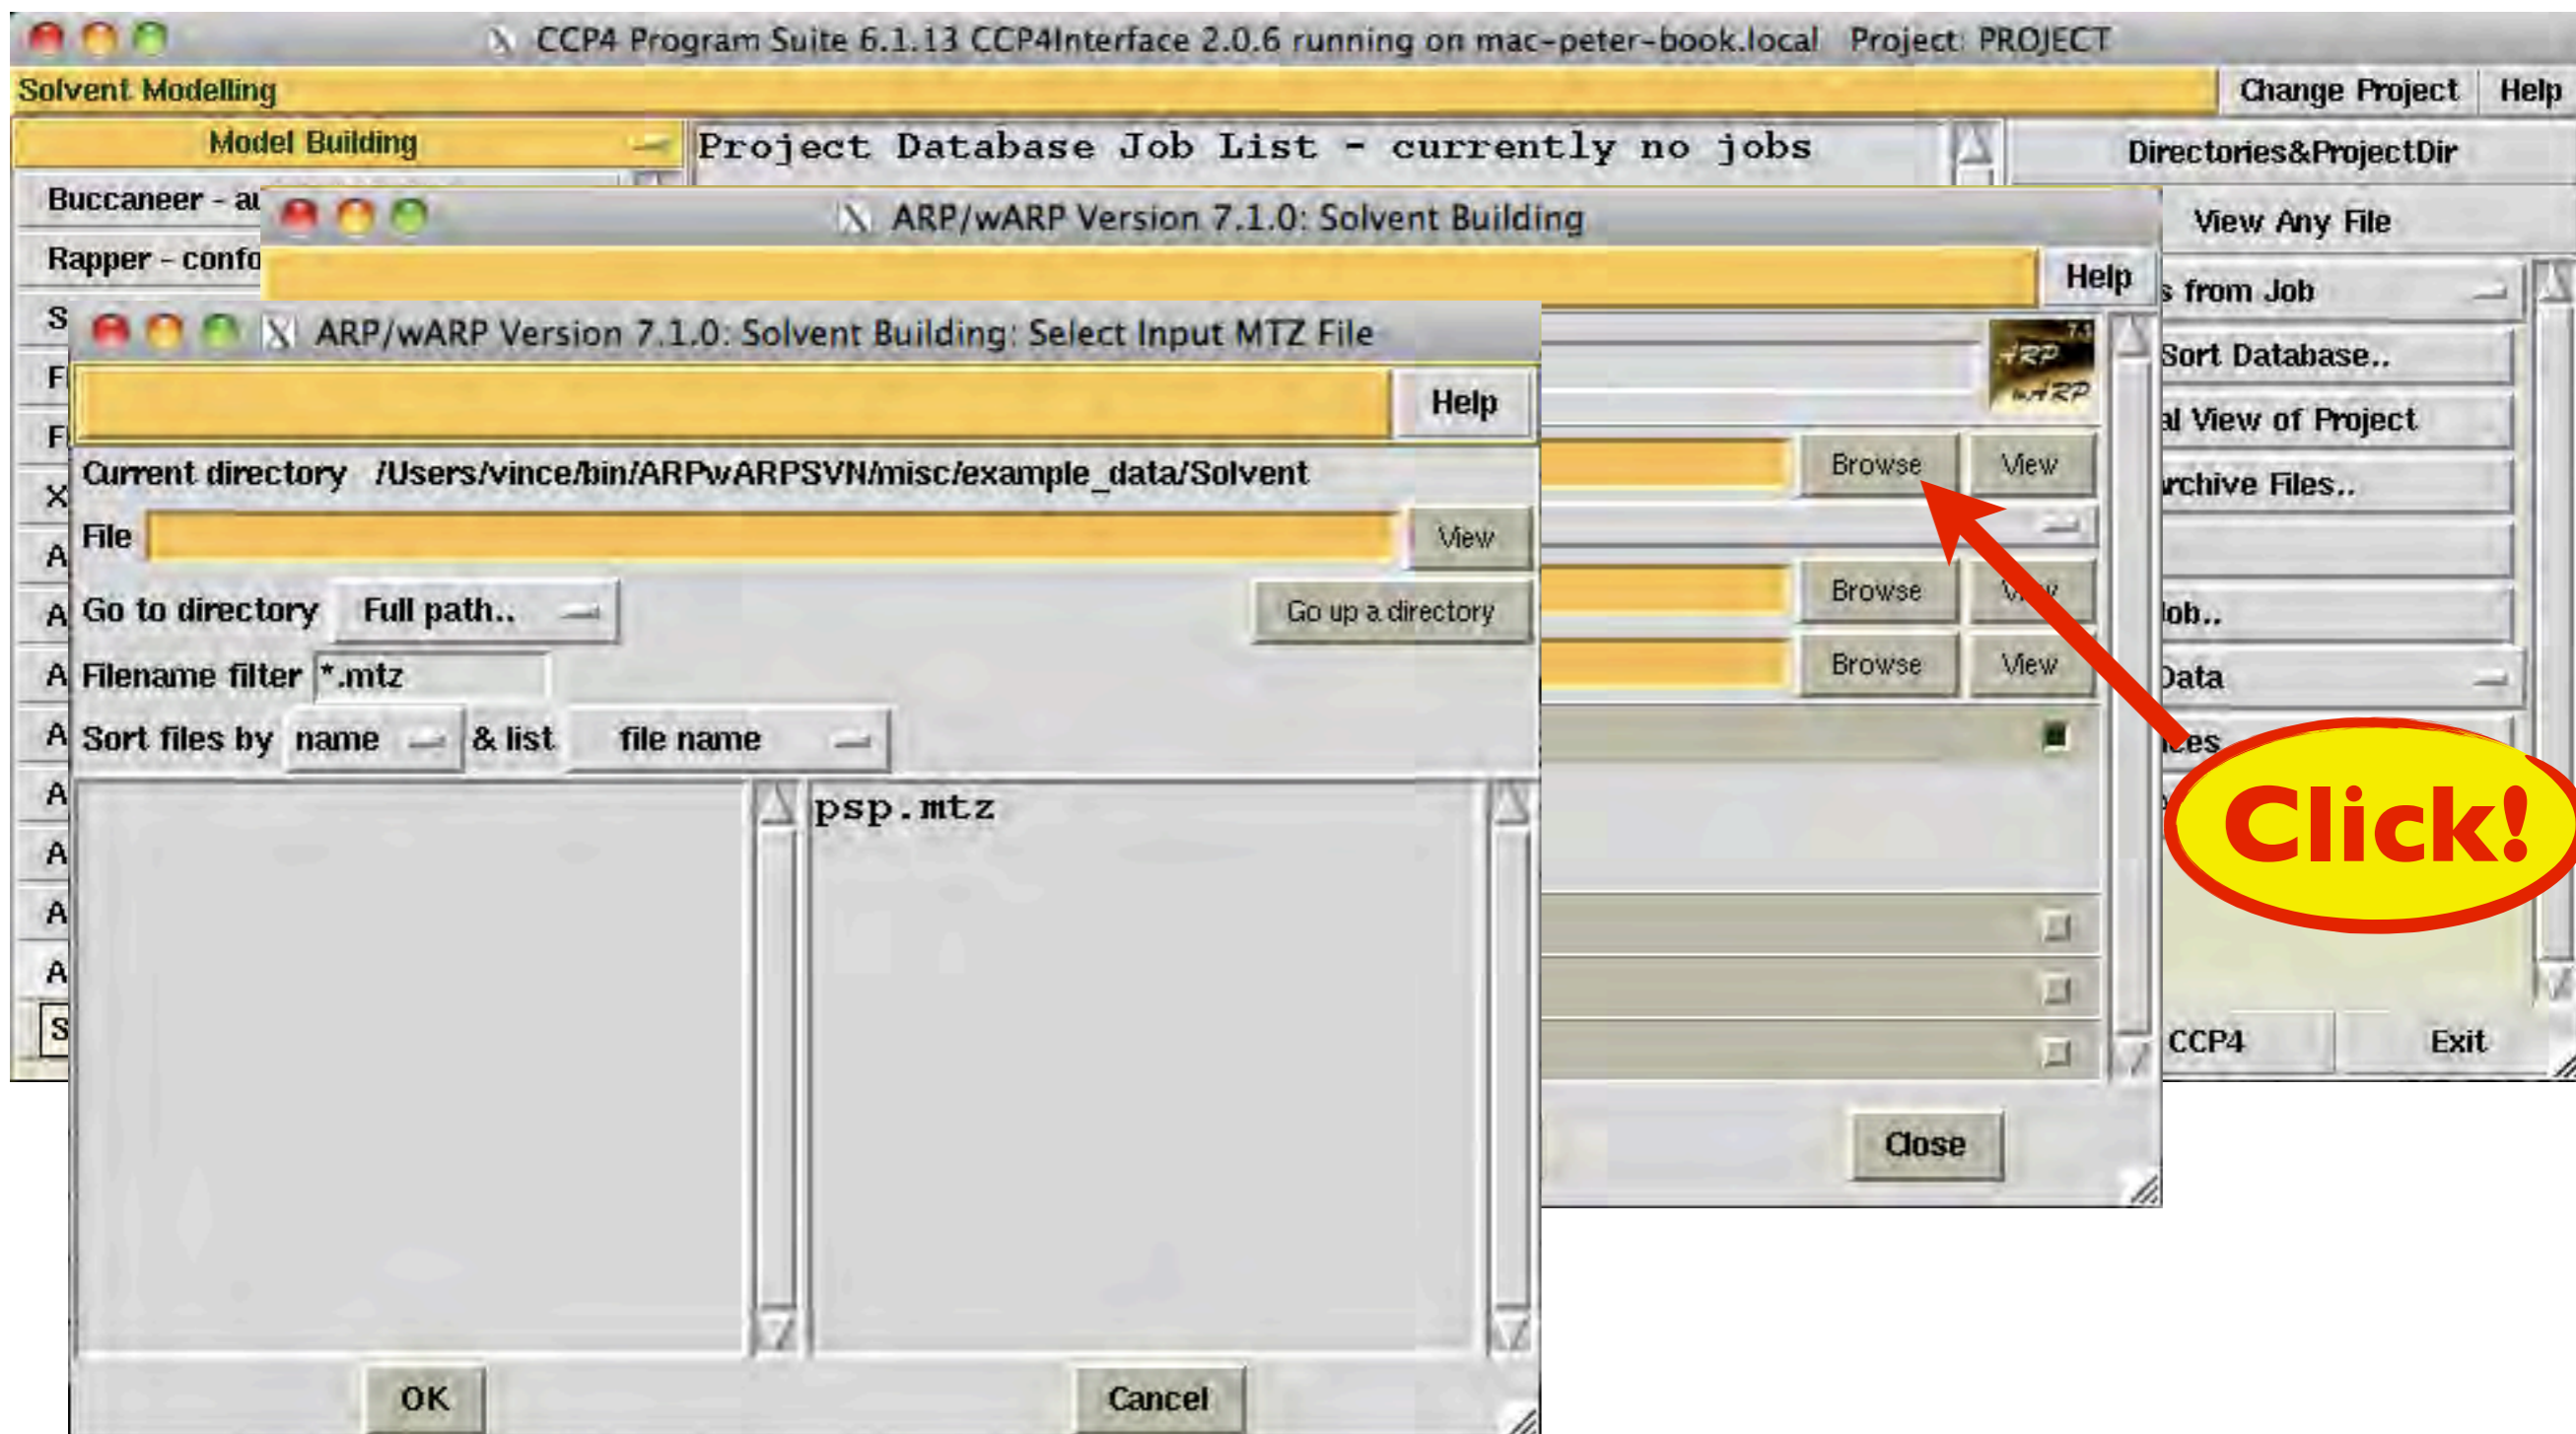 CCP4 Program Suite 6.1.13 CCP4Interface 2.0.6 running on mac-peter-book.local Project: PROJECT
Solvent Modelling
Change Project
Help
Model Building
Project Database Job List - currently no jobs
Directories&ProjectDir
Buccaneer - au
View Any File
ARP/wARP Version 7.1.0: Solvent Building
Rapper - confo
Help
s from Job
S
ARP/wARP Version 7.1.0: Solvent Building: Select Input MTZ File
7.1
ARP
wARP
Sort Database..
Help
al View of Project
Current directory /Users/vince/bin/ARPwARPSVN/misc/example_data/Solvent
Browse
View
rchive Files..
X
File
View
A
Go to directory Full path..
Go up a directory
Browse
View
Job..
A
Filename filter *.mtz
Browse
View
Data
A
Sort files by name & list file name
A
psp.mtz
Click!
A
A
A
A
S
CCP4
Exit
Close
OK
Cancel